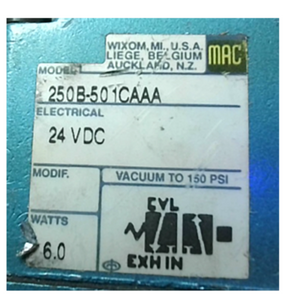 WIXOM, MI., U.S.A.
LIEGE, BELGIUM
AUCKLAND, N.Z.
MAC
MODEL
250B-501CAAA
ELECTRICAL
24 VDC
MODIF.
VACUUM TO 150 PSI
WATTS
6.0
CYL
EXH IN